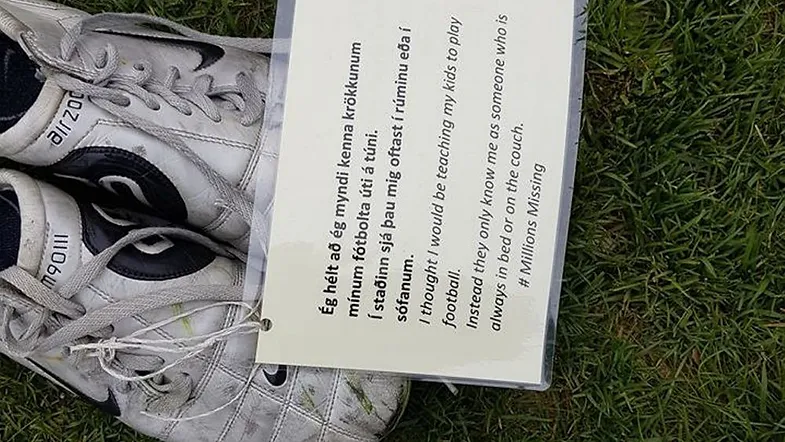 Ég hélt að ég myndi kenna krökkunum
mínum fótbolta úti á túni.
Í staðinn sjá þau mig oftast í rúminu eða í
sófanum.
I thought I would be teaching my kids to play
football.
Instead they only know me as someone who is
always in bed or on the couch.
# Millions Missing
airzoo
m90III